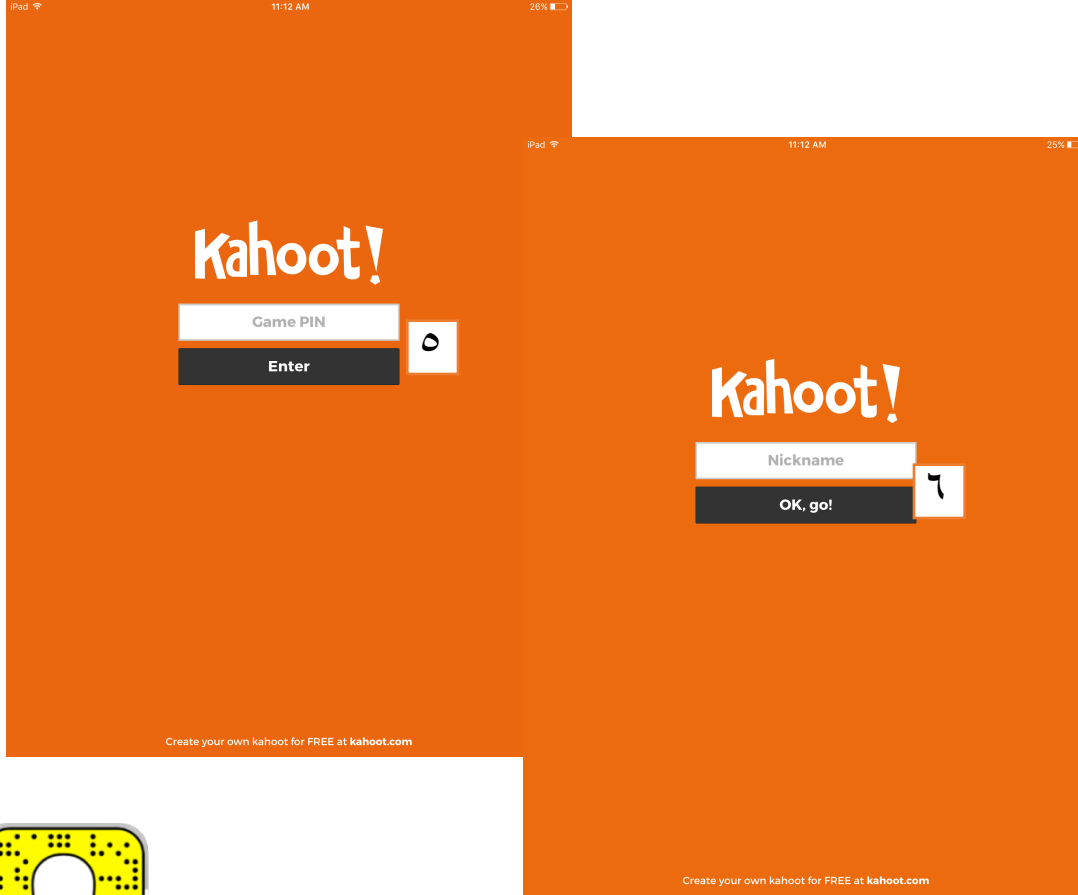 iPad 11:12 AM 26%
Kahoot!
Game PIN
Enter
٥
Create your own kahoot for FREE at kahoot.com
iPad 11:12 AM 25%
Kahoot!
Nickname
OK, go!
٦
Create your own kahoot for FREE at kahoot.com